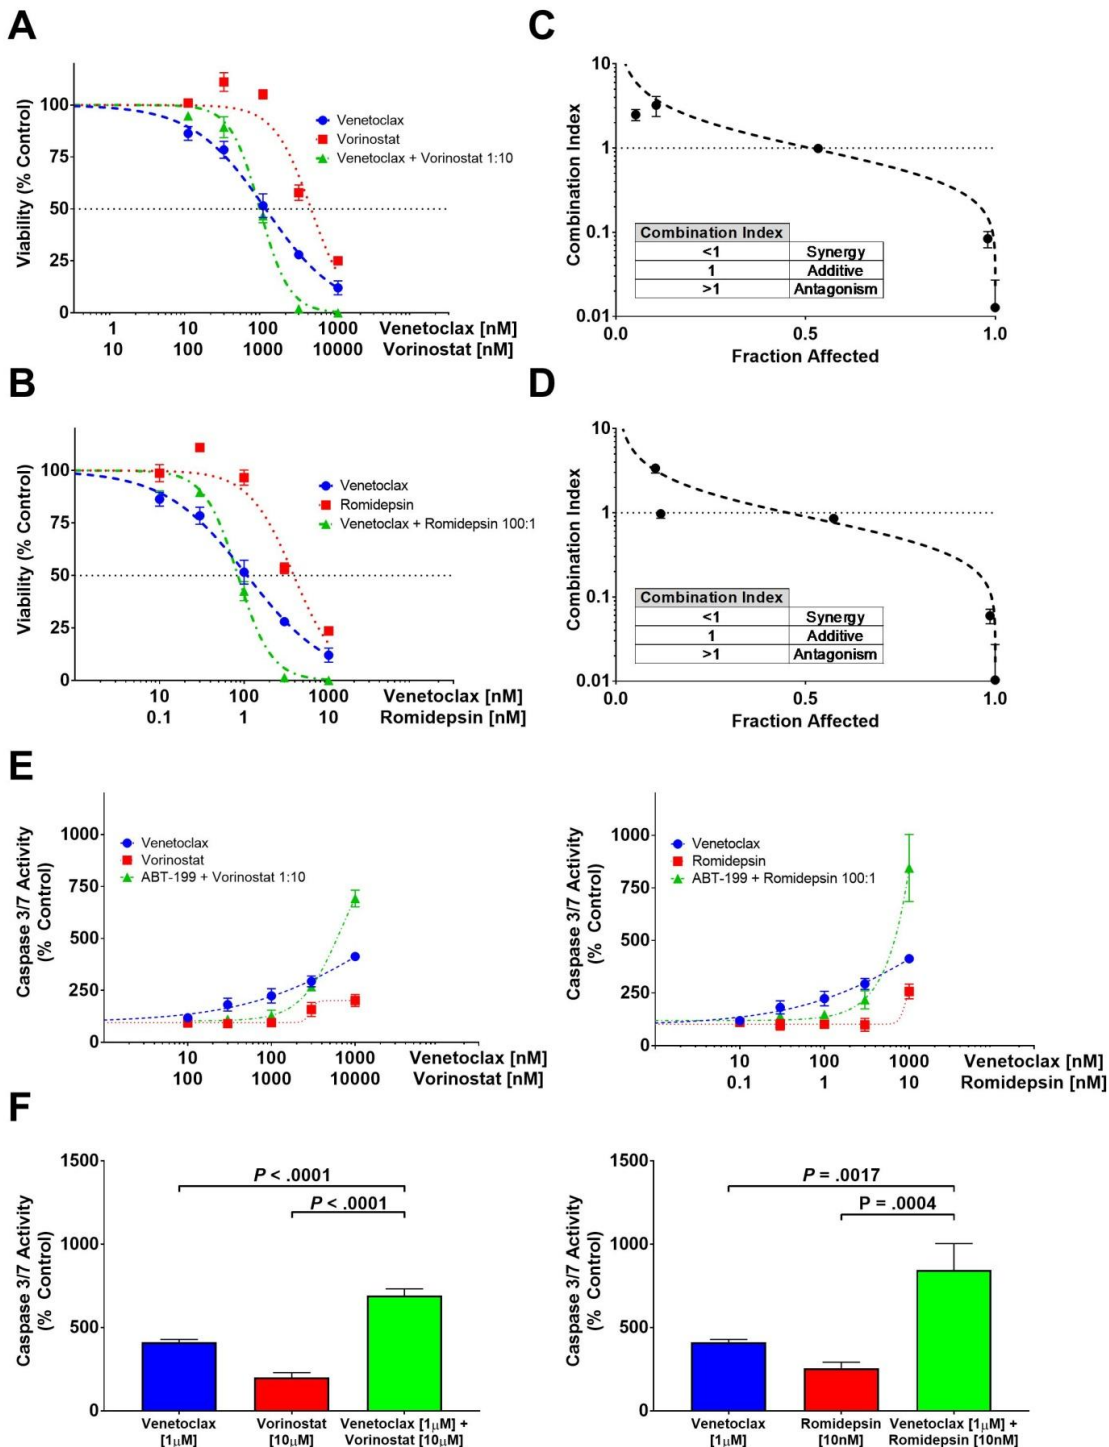 A
Viability (% Control)
100
75
50
25
0
Venetoclax
Vorinostat
Venetoclax + Vorinostat 1:10
1 10 100 1000 Venetoclax [nM]
10 100 1000 10000 Vorinostat [nM]
C
Combination Index
10
1
0.1
0.01
Combination Index
<1 Synergy
1 Additive
>1 Antagonism
0.0 0.5 1.0
Fraction Affected
B
Viability (% Control)
100
75
50
25
0
Venetoclax
Romidepsin
Venetoclax + Romidepsin 100:1
10 100 1000 Venetoclax [nM]
0.1 1 10 Romidepsin [nM]
D
Combination Index
10
1
0.1
0.01
Combination Index
<1 Synergy
1 Additive
>1 Antagonism
0.0 0.5 1.0
Fraction Affected
E
Caspase 3/7 Activity
(% Control)
1000
750
500
250
0
Venetoclax
Vorinostat
ABT-199 + Vorinostat 1:10
10 100 1000 Venetoclax [nM]
100 1000 10000 Vorinostat [nM]
Caspase 3/7 Activity
(% Control)
1000
750
500
250
0
Venetoclax
Romidepsin
ABT-199 + Romidepsin 100:1
10 100 1000 Venetoclax [nM]
0.1 1 10 Romidepsin [nM]
F
Caspase 3/7 Activity
(% Control)
1500
1000
500
0
P < .0001
P < .0001
Venetoclax
[1µM]
Vorinostat
[10µM]
Venetoclax [1µM] +
Vorinostat [10µM]
Caspase 3/7 Activity
(% Control)
1500
1000
500
0
P = .0017
P = .0004
Venetoclax
[1µM]
Romidepsin
[10nM]
Venetoclax [1µM] +
Romidepsin [10nM]